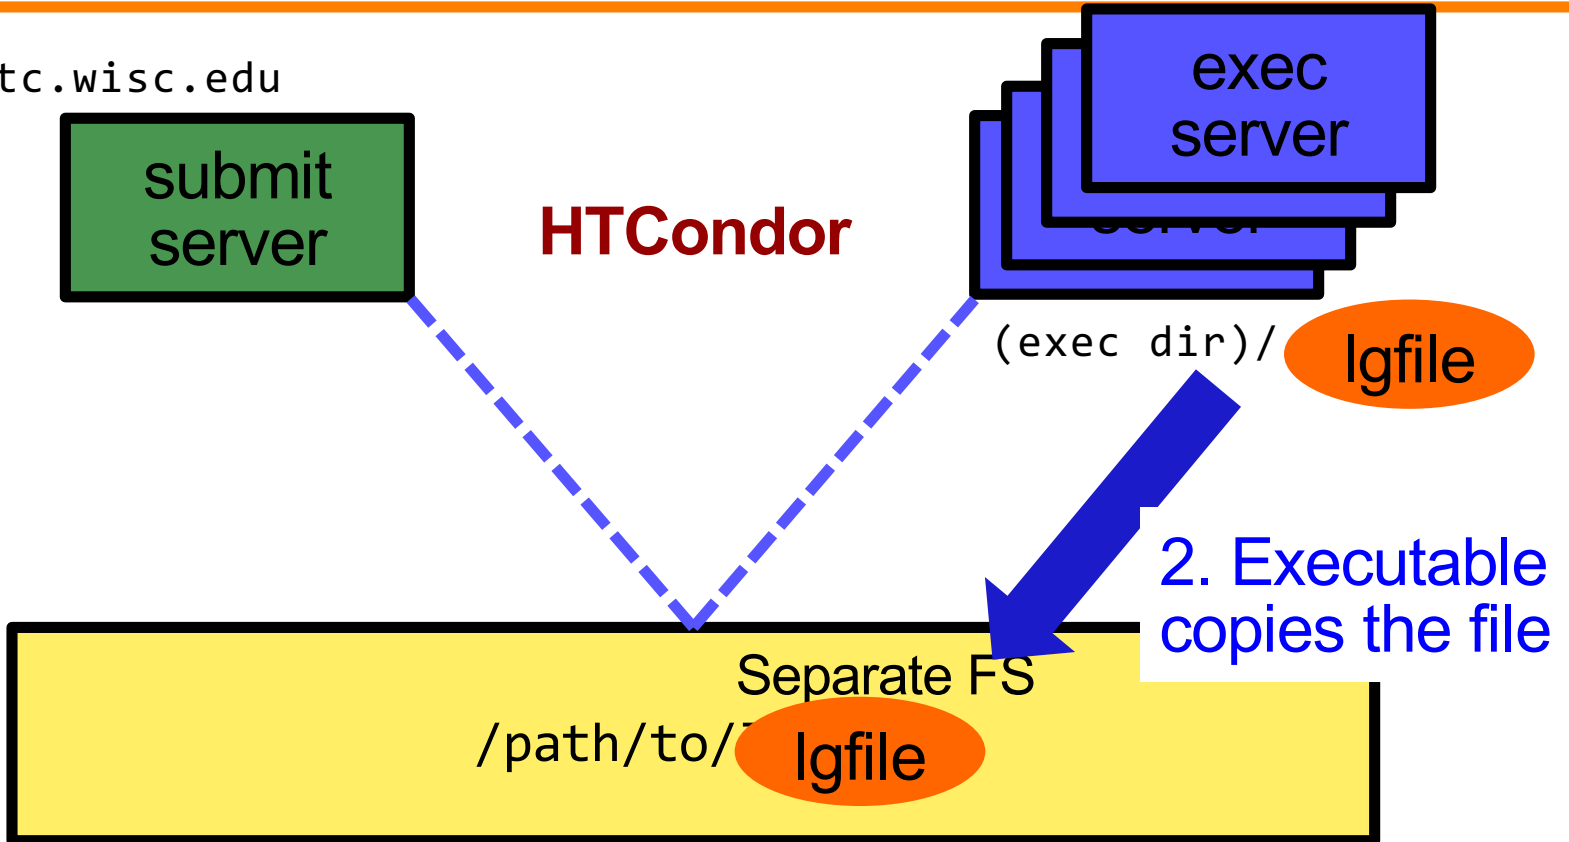 tc.wisc.edu
exec
server
submit
server
HTCondor
server
(exec dir)/
lgfile
2. Executable
copies the file
Separate FS
/path/to/
lgfile